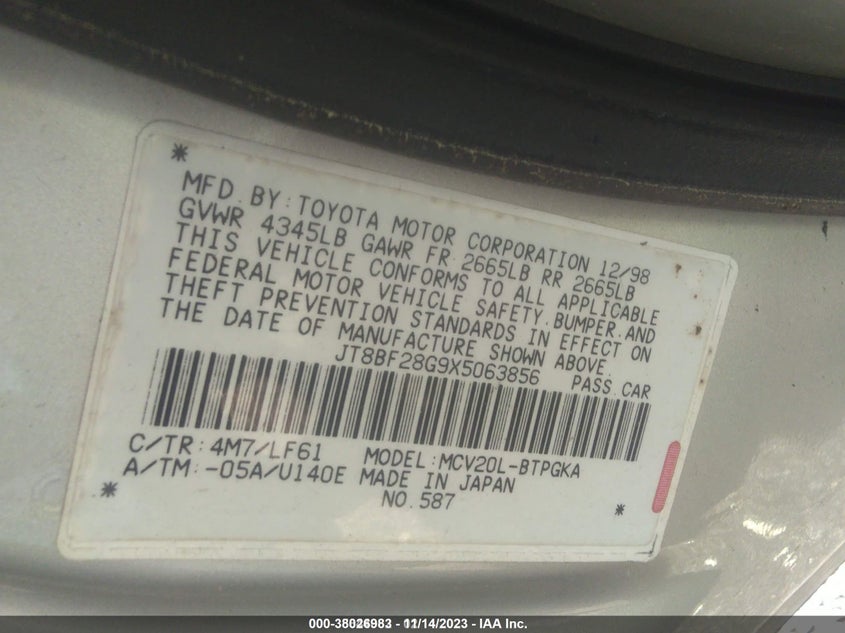 MFD. BY: TOYOTA MOTOR CORPORATION 12/98
GVWR 4345LB GAWR FR 2665LB RR 2665LB
THIS VEHICLE CONFORMS TO ALL APPLICABLE
FEDERAL MOTOR VEHICLE SAFETY, BUMPER, AND
THEFT PREVENTION STANDARDS IN EFFECT ON
THE DATE OF MANUFACTURE SHOWN ABOVE.
JT8BF28G9X5063856 PASS. CAR
C/TR: 4M7/LF61 MODEL: MCV20L-BTPGKA
A/TM: -05A/U140E MADE IN JAPAN
NO. 587
000-38026983 - 11/14/2023 - IAA Inc.